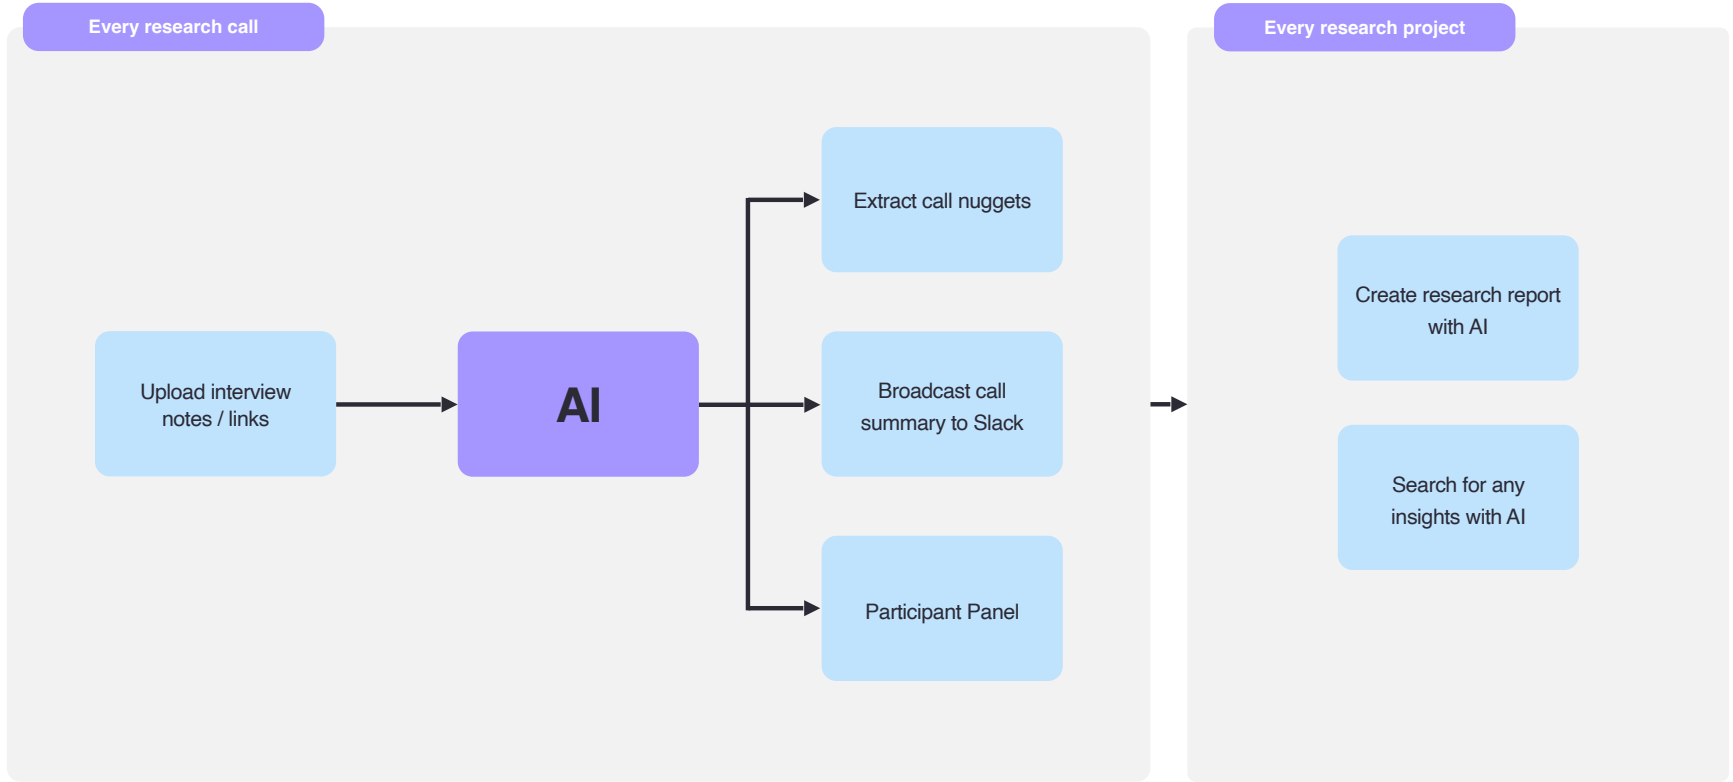 Every research call
Every research project
Extract call nuggets
Upload interview
notes / links
AI
Broadcast call
summary to Slack
Participant Panel
Create research report
with AI
Search for any
insights with AI